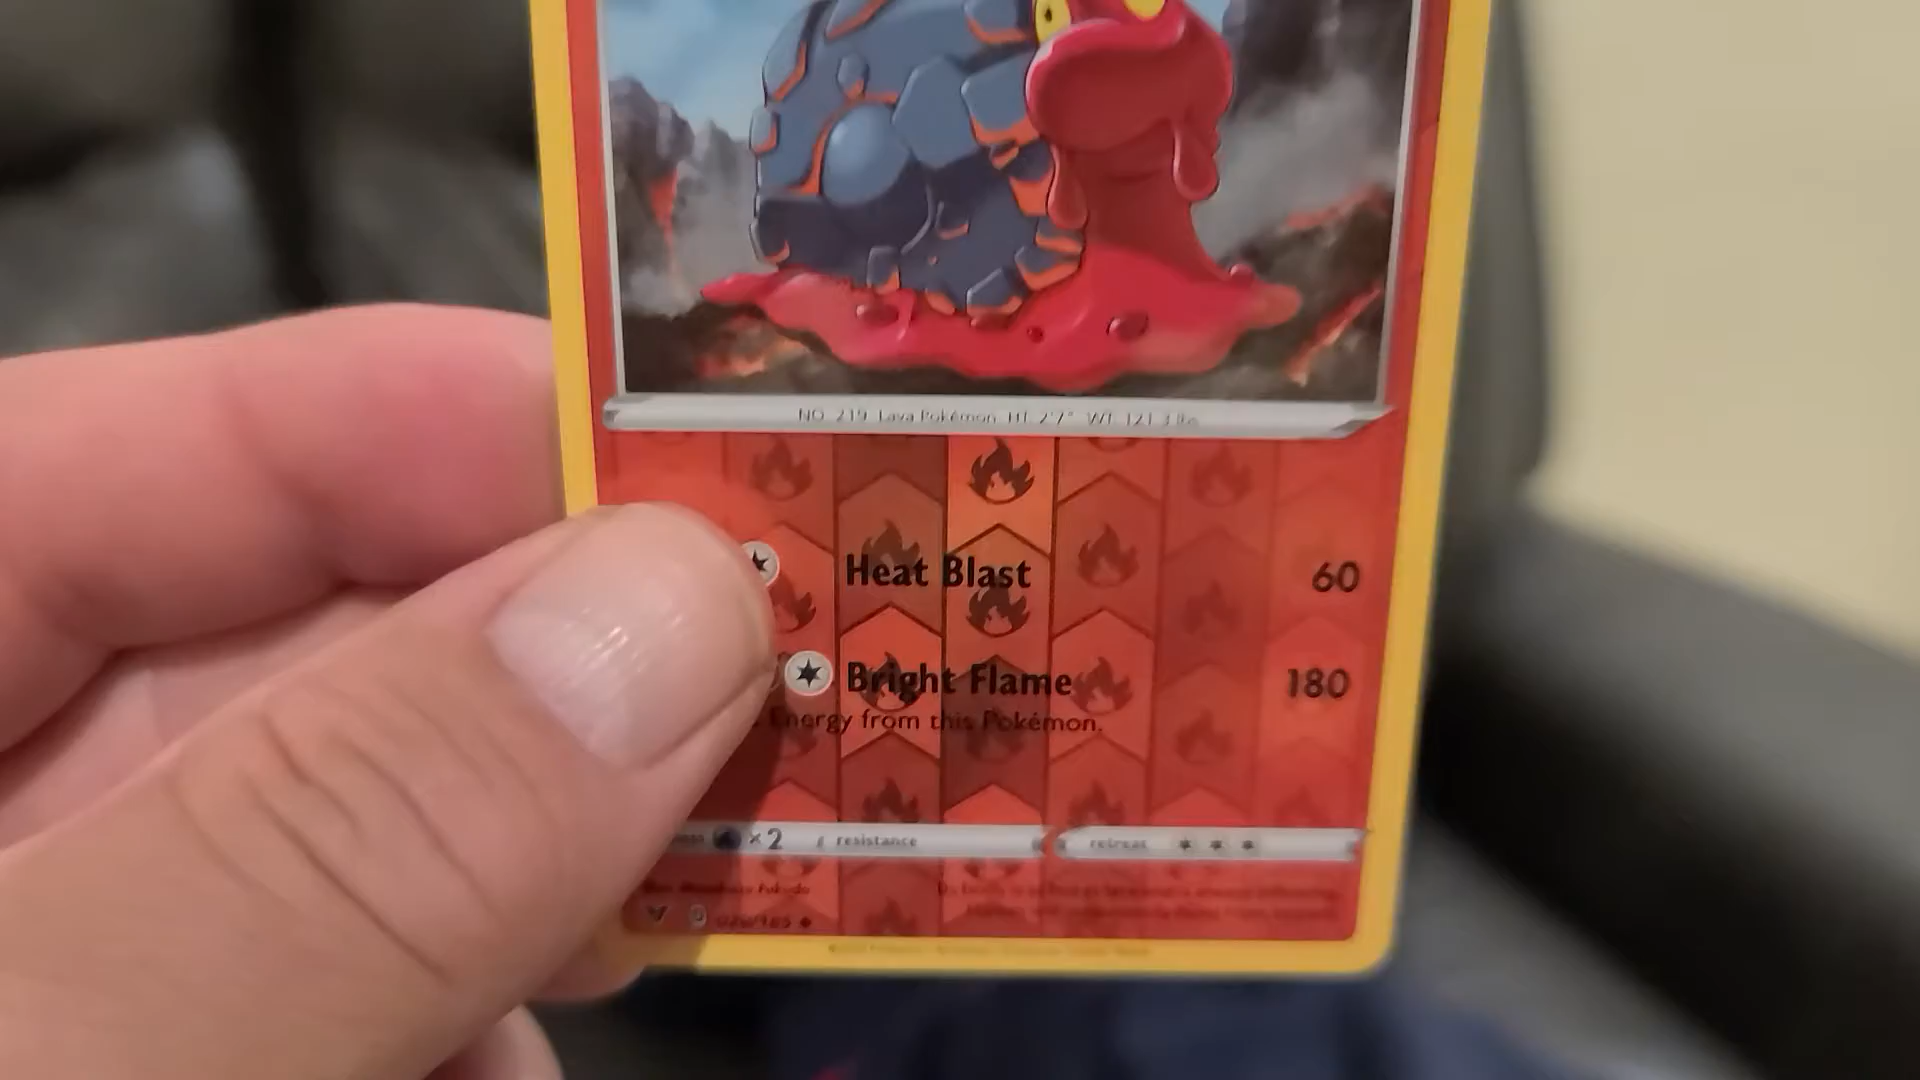 NO. 219 Lava Pokémon HT 2'7" WT 121.3 lbs
Heat Blast 60
Bright Flame 180
Energy from this Pokémon.
×2 resistance retreat
/185